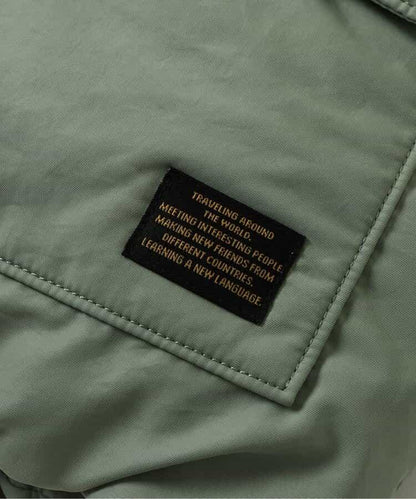 TRAVELING AROUND
THE WORLD.
MEETING INTERESTING PEOPLE.
MAKING NEW FRIENDS FROM
DIFFERENT COUNTRIES.
LEARNING A NEW LANGUAGE.